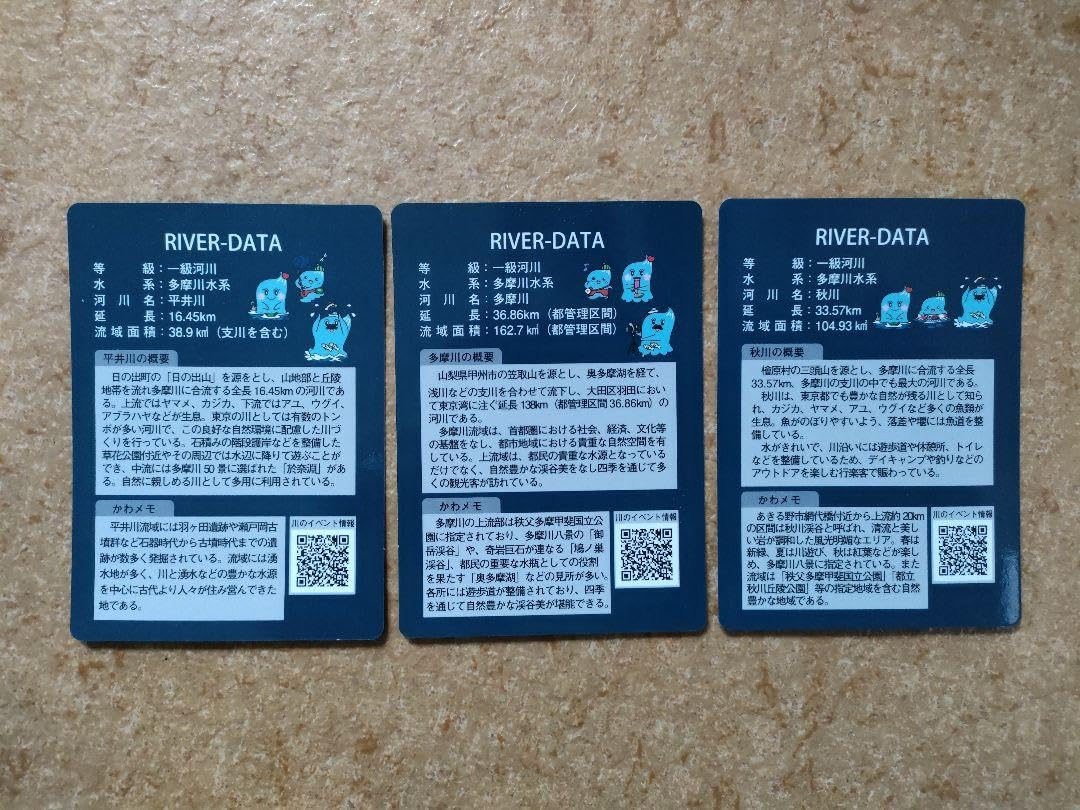 RIVER-DATA
等級：一級河川
水系：多摩川水系
河川名：平井川
延長：16.45km
流域面積：38.9㎢（支川を含む）
平井川の概要
日の出町の「日の出山」を源をとし、山地部と丘陵
地帯を流れ多摩川に合流する全長16.45kmの河川であ
る。上流ではヤマメ、カジカ、下流ではアユ、ウグイ、
アブラハヤなどが生息。東京の川としては有数のトン
ボが多い河川で、この良好な自然環境に配慮した川づ
くりを行っている。石積みの階段護岸などを整備した
草花公園付近やその周辺では水辺に降りて遊ぶことが
でき、中流には多摩川50景に選ばれた「於奈淵」があ
る。自然に親しめる川として多用に利用されている。
かわメモ
平井川流域には羽ヶ田遺跡や瀬戸岡古
墳群など石器時代から古墳時代までの遺
跡が数多く発掘されている。流域には湧
水地が多く、川と湧水などの豊かな水源
を中心に古代より人々が住み営んできた
地である。
川のイベント情報
RIVER-DATA
等級：一級河川
水系：多摩川水系
河川名：多摩川
延長：36.86km（都管理区間）
流域面積：162.7㎢（都管理区間）
多摩川の概要
山梨県甲州市の笠取山を源とし、奥多摩湖を経て、
浅川などの支川を合わせて流下し、大田区羽田におい
て東京湾に注ぐ延長138km（都管理区間36.86km）の
河川である。
多摩川流域は、首都圏における社会、経済、文化等
の基盤をなし、都市地域における貴重な自然空間を有
している。上流域は、都民の貴重な水源となっている
だけでなく、自然豊かな渓谷美をなし四季を通じて多
くの観光客が訪れている。
かわメモ
多摩川の上流部は秩父多摩甲斐国立公
園に指定されており、多摩川八景の「御
岳渓谷」や、奇岩巨石が連なる「鳩ノ巣
渓谷」、都民の重要な水瓶としての役割
を果たす「奥多摩湖」などの見所が多い。
各所には遊歩道が整備されており、四季
を通じて自然豊かな渓谷美が堪能できる。
川のイベント情報
RIVER-DATA
等級：一級河川
水系：多摩川水系
河川名：秋川
延長：33.57km
流域面積：104.93㎢
秋川の概要
檜原村の三頭山を源とし、多摩川に合流する全長
33.57km、多摩川の支川の中でも最大の河川である。
秋川は、東京都でも豊かな自然が残る川として知ら
れ、カジカ、ヤマメ、アユ、ウグイなど多くの魚類が
生息。魚がのぼりやすいよう、落差や堰には魚道を整
備している。
水がきれいで、川沿いには遊歩道や休憩所、トイレ
などを整備しているため、デイキャンプや釣りなどの
アウトドアを楽しむ行楽客で賑わっている。
かわメモ
あきる野市網代橋付近から上流約20km
の区間は秋川渓谷と呼ばれ、清流と美し
い岩が調和した風光明媚なエリア。春は
新緑、夏は川遊び、秋は紅葉などが楽し
め、多摩川八景に指定されている。また
流域は「秩父多摩甲斐国立公園」「都立
秋川丘陵公園」等の指定地域を含む自然
豊かな地域である。
川のイベント情報